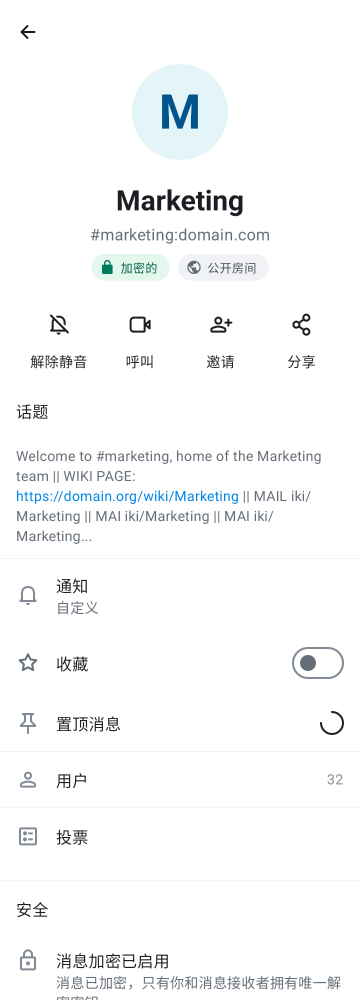 M
Marketing
#marketing:domain.com
加密的 公开房间
解除静音 呼叫 邀请 分享
话题
Welcome to #marketing, home of the Marketing
team || WIKI PAGE:
https://domain.org/wiki/Marketing || MAIL iki/
Marketing || MAI iki/Marketing || MAI iki/
Marketing...
通知
自定义
收藏
置顶消息
用户 32
投票
安全
消息加密已启用
消息已加密，只有你和消息接收者拥有唯一解